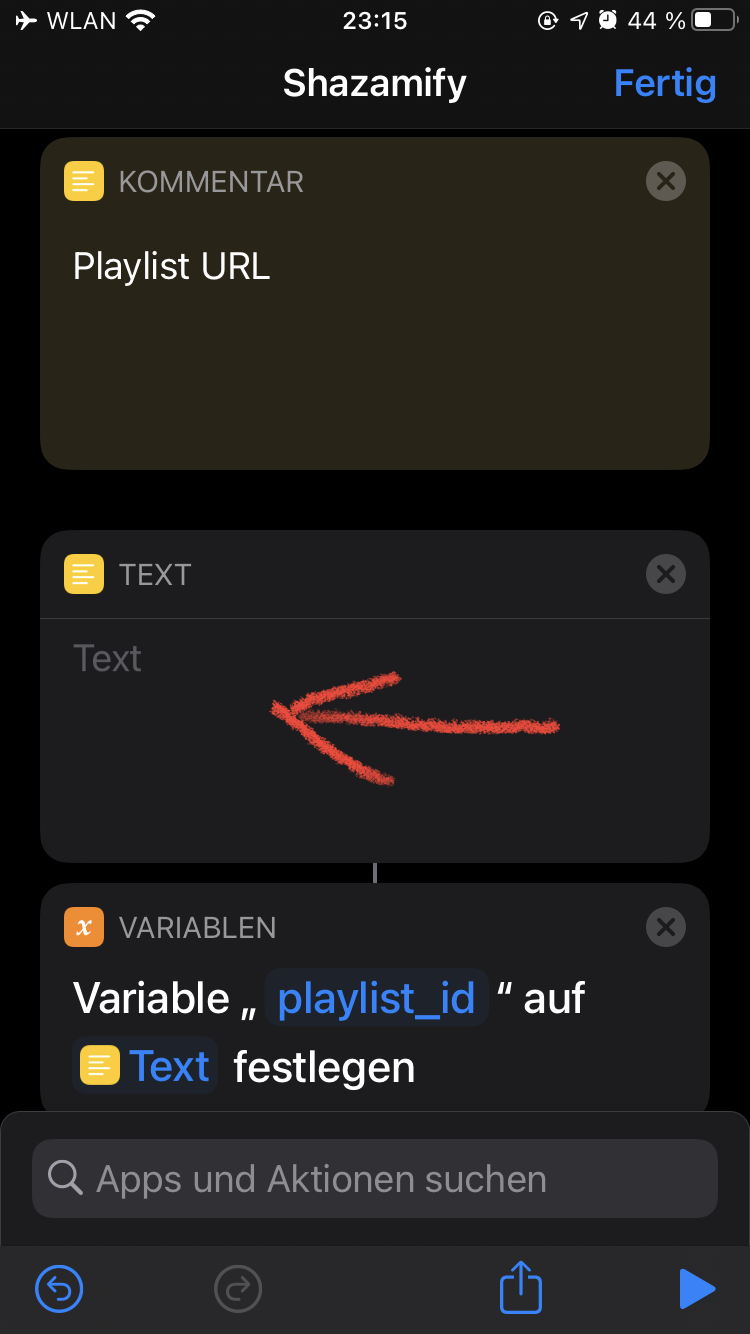 WLAN 23:15 44 %
Shazamify Fertig
KOMMENTAR
Playlist URL
TEXT
Text
x VARIABLEN
Variable „ playlist_id “ auf
Text festlegen
Apps und Aktionen suchen